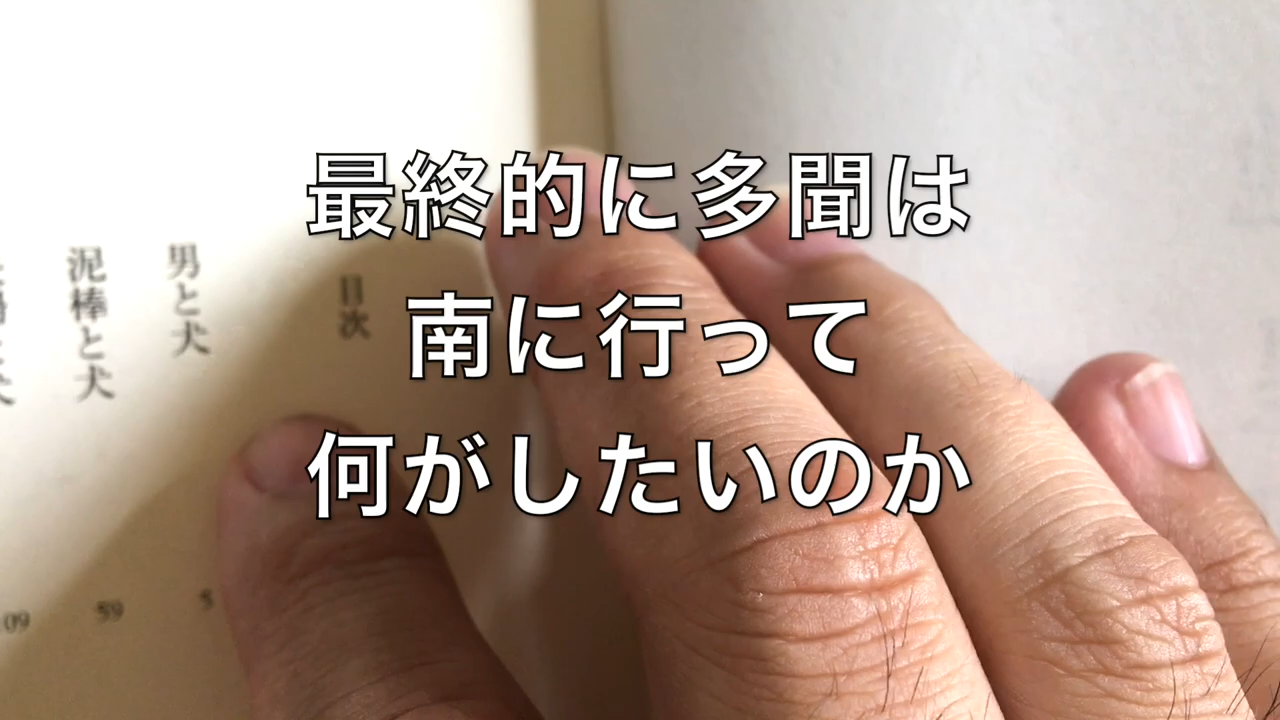 最終的に多聞は
南に行って
何がしたいのか
目次
男と犬
5
泥棒と犬
59